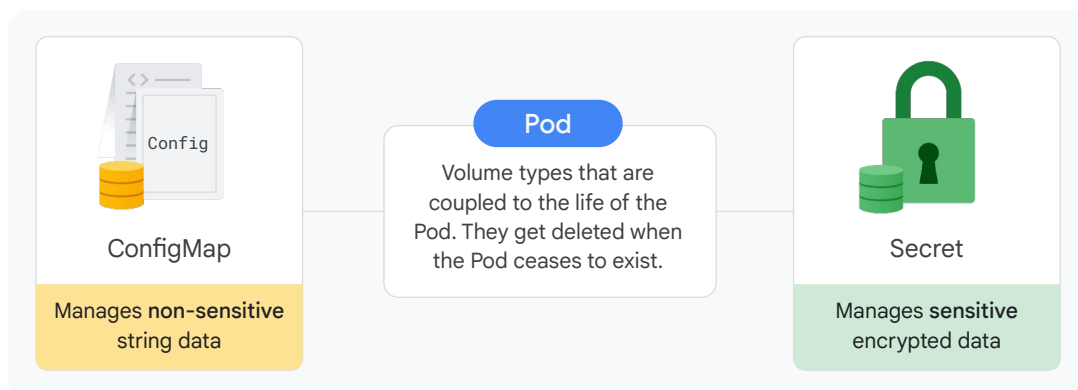 Config
ConfigMap
Manages non-sensitive
string data
Pod
Volume types that are
coupled to the life of the
Pod. They get deleted when
the Pod ceases to exist.
Secret
Manages sensitive
encrypted data